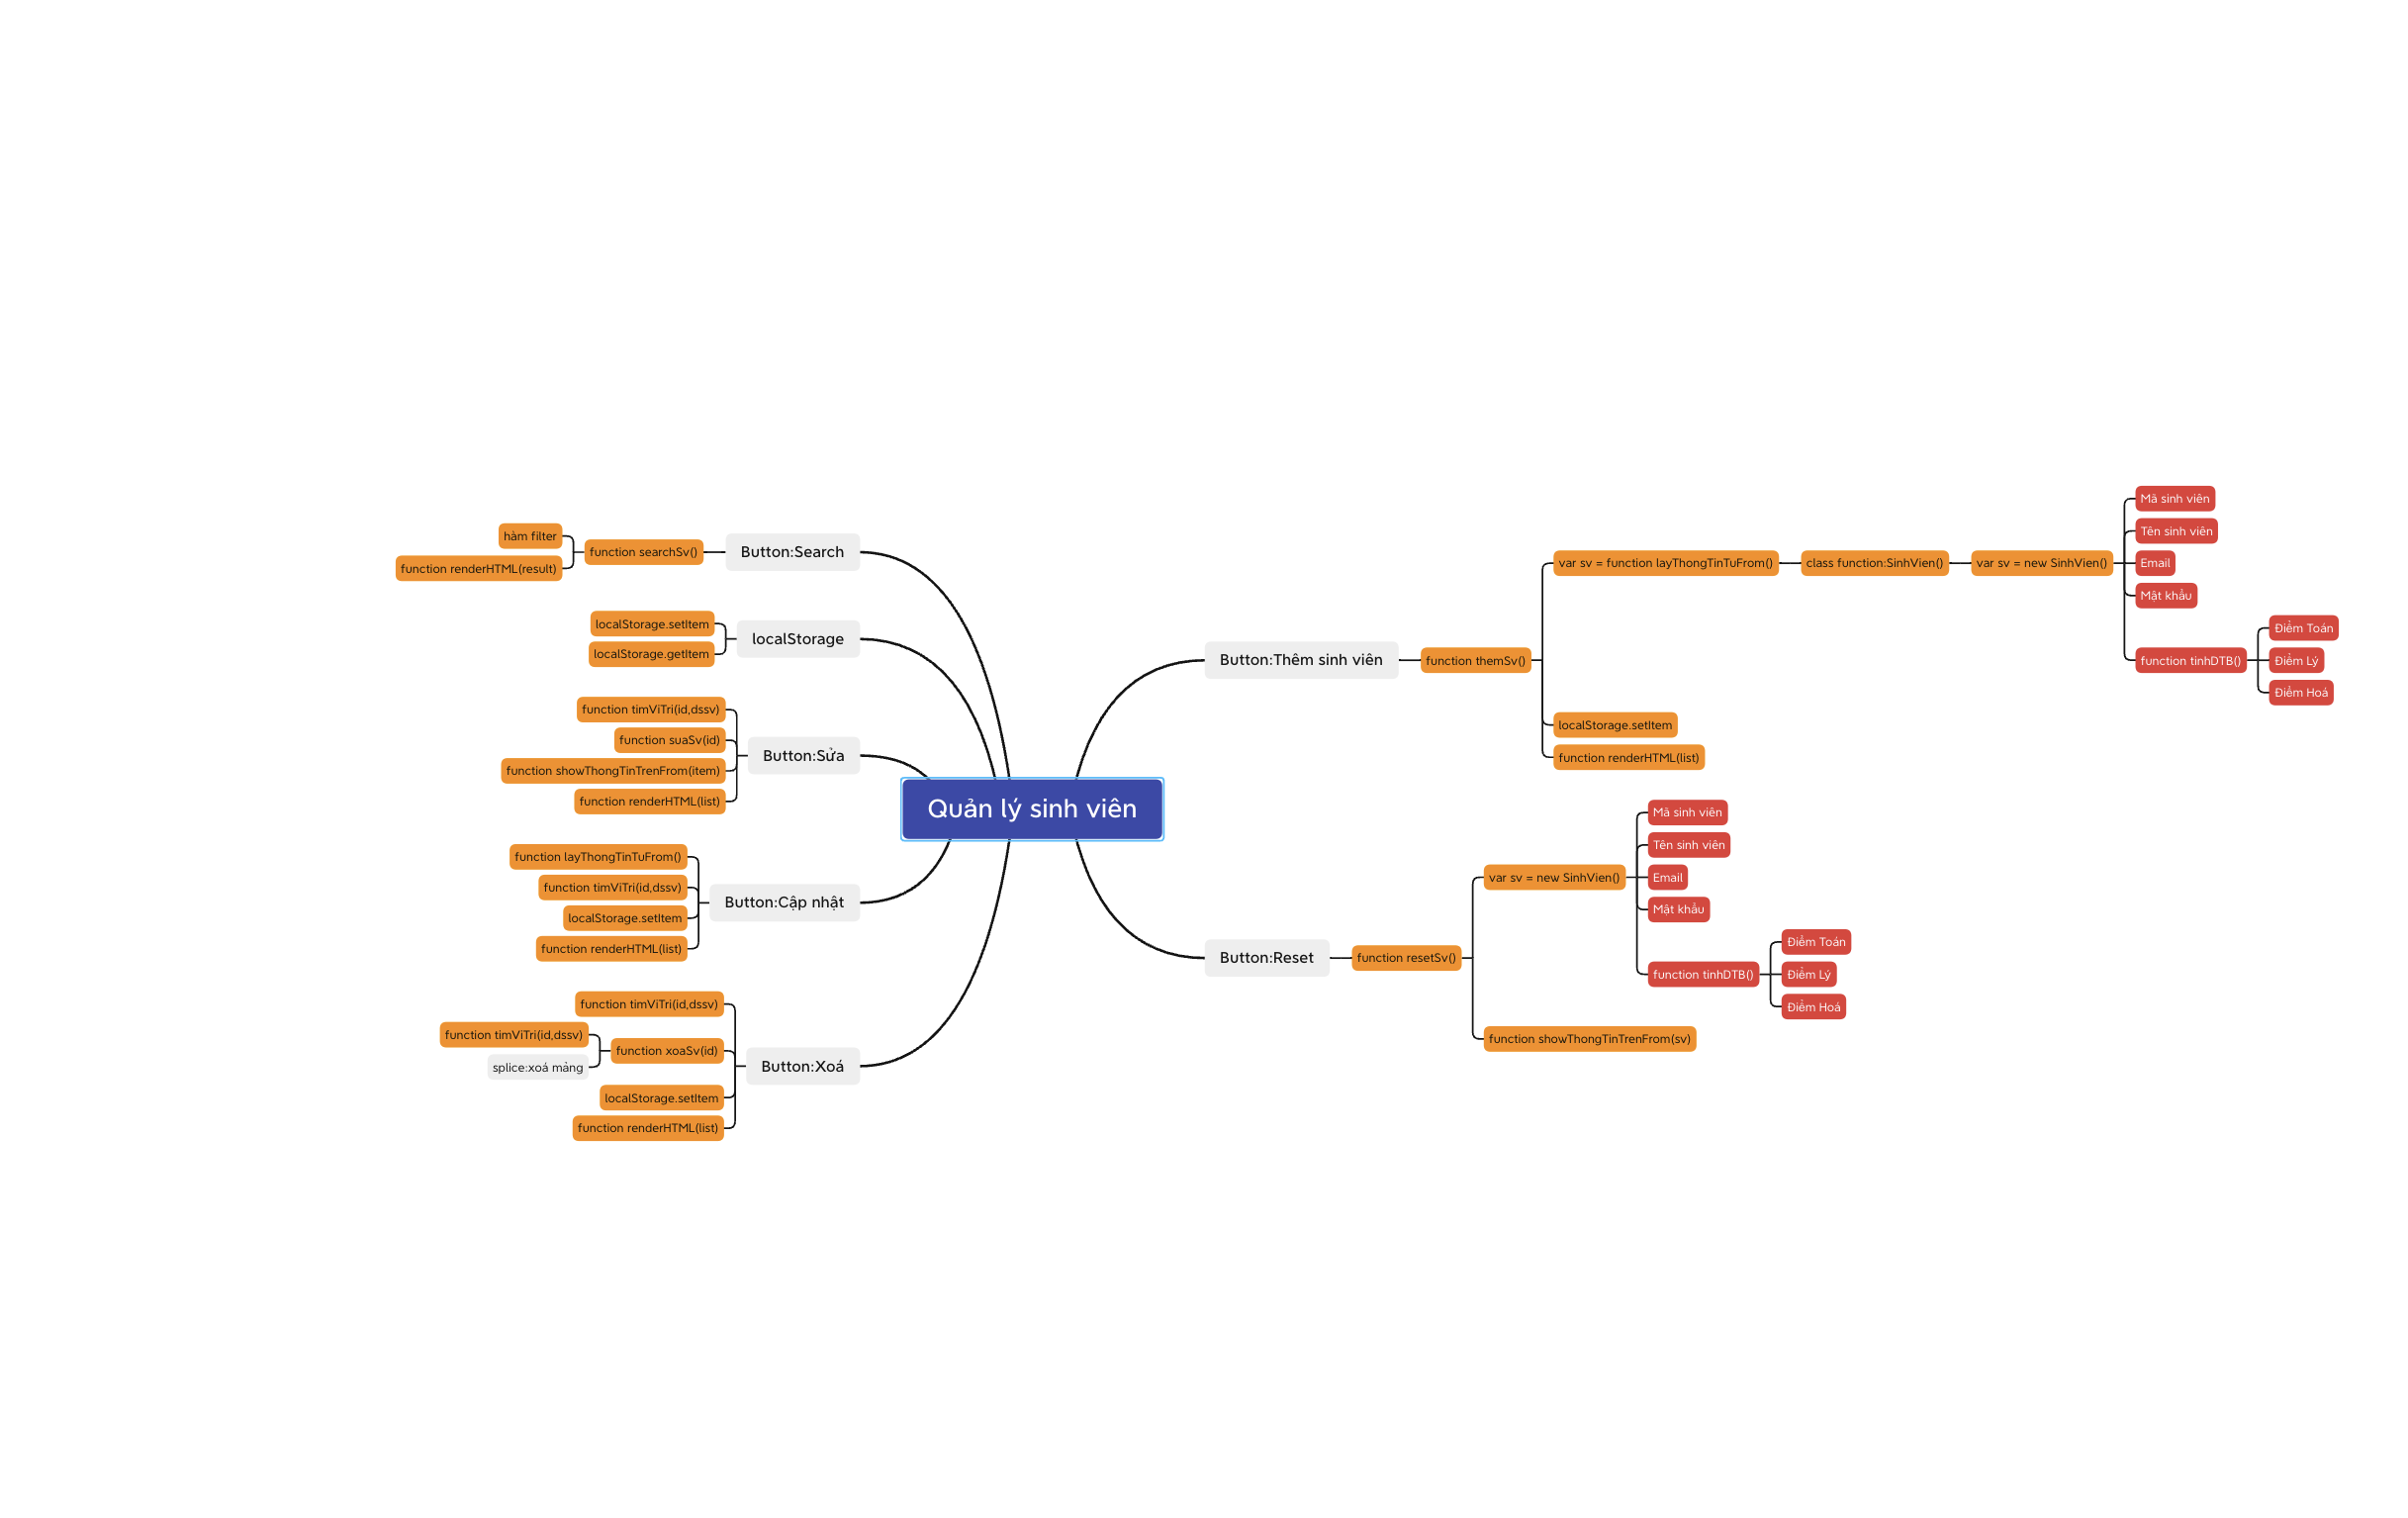 Quản lý sinh viên
Button:Thêm sinh viên
function themSv()
var sv = function layThongTinTuFrom()
class function:SinhVien()
var sv = new SinhVien()
Mã sinh viên
Tên sinh viên
Email
Mật khẩu
function tinhDTB()
Điểm Toán
Điểm Lý
Điểm Hoá
localStorage.setItem
function renderHTML(list)
Button:Reset
function resetSv()
var sv = new SinhVien()
Mã sinh viên
Tên sinh viên
Email
Mật khẩu
function tinhDTB()
Điểm Toán
Điểm Lý
Điểm Hoá
function showThongTinTrenFrom(sv)
Button:Search
function searchSv()
hàm filter
function renderHTML(result)
localStorage
localStorage.setItem
localStorage.getItem
Button:Sửa
function timViTri(id,dssv)
function suaSv(id)
function showThongTinTrenFrom(item)
function renderHTML(list)
Button:Cập nhật
function layThongTinTuFrom()
function timViTri(id,dssv)
localStorage.setItem
function renderHTML(list)
Button:Xoá
function timViTri(id,dssv)
function xoaSv(id)
function timViTri(id,dssv)
splice:xoá mảng
localStorage.setItem
function renderHTML(list)